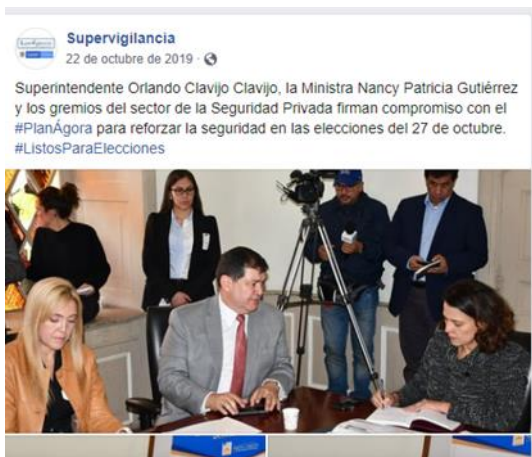 Supervigilancia
22 de octubre de 2019 ·
Superintendente Orlando Clavijo Clavijo, la Ministra Nancy Patricia Gutiérrez
y los gremios del sector de la Seguridad Privada firman compromiso con el
#PlanÁgora para reforzar la seguridad en las elecciones del 27 de octubre.
#ListosParaElecciones